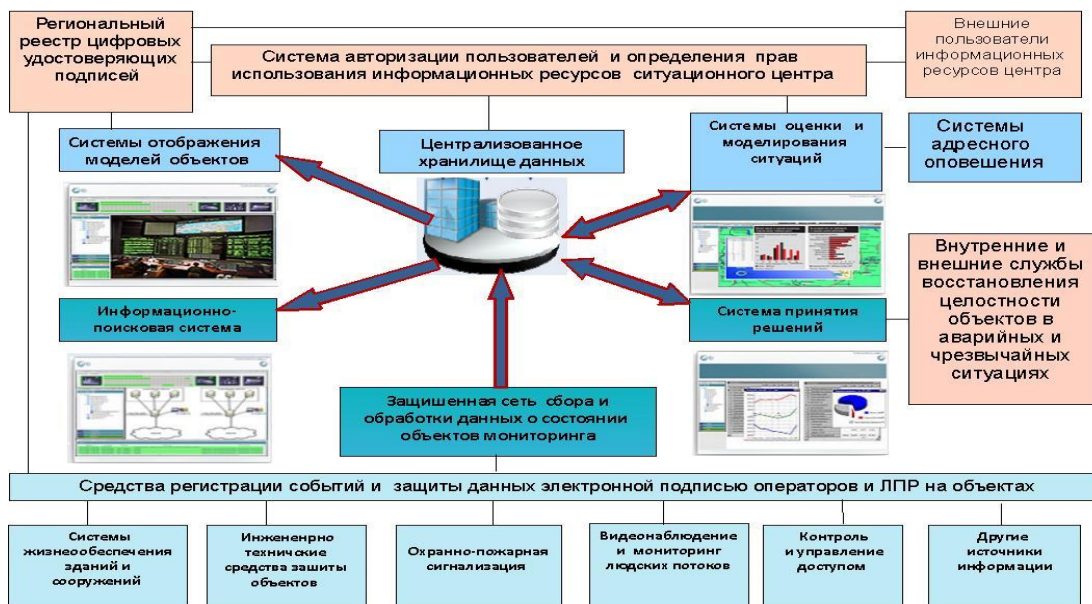 Региональный
реестр цифровых
удостоверяющих
подписей
Система авторизации пользователей и определения прав
использования информационных ресурсов ситуационного центра
Внешние
пользователи
информационных
ресурсов центра
Системы отображения
моделей объектов
Централизованное
хранилище данных
Системы оценки и
моделирования
ситуаций
Системы
адресного
оповешения
Информационно-
поисковая система
Система принятия
решений
Внутренние и
внешние службы
восстановления
целостности
объектов в
аварийных и
чрезвычайных
ситуациях
Защишенная сеть сбора и
обработки данных о состоянии
объектов мониторинга
Средства регистрации событий и защиты данных электронной подписью операторов и ЛПР на объектах
Системы
жизнеообеспечения
зданий и
сооружений
Инжененрно
техничские
средства зашиты
объектов
Охранно-пожарная
сигнализация
Видеонаблюдение
и мониторинг
людских потоков
Контроль
и управление
доступом
Другие
источники
информации